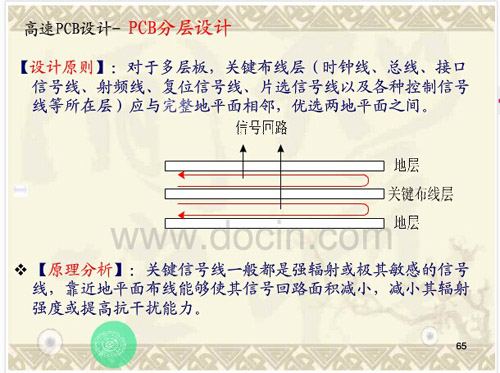 高速PCB设计- PCB分层设计
【设计原则】：对于多层板，关键布线层（时钟线、总线、接口
信号线、射频线、复位信号线、片选信号线以及各种控制信号
线等所在层）应与完整地平面相邻，优选两地平面之间。
信号回路
地层
关键布线层
地层
www.docin.com
❖【原理分析】：关键信号线一般都是强辐射或极其敏感的信号
线，靠近地平面布线能够使其信号回路面积减小，减小其辐射
强度或提高抗干扰能力。
65